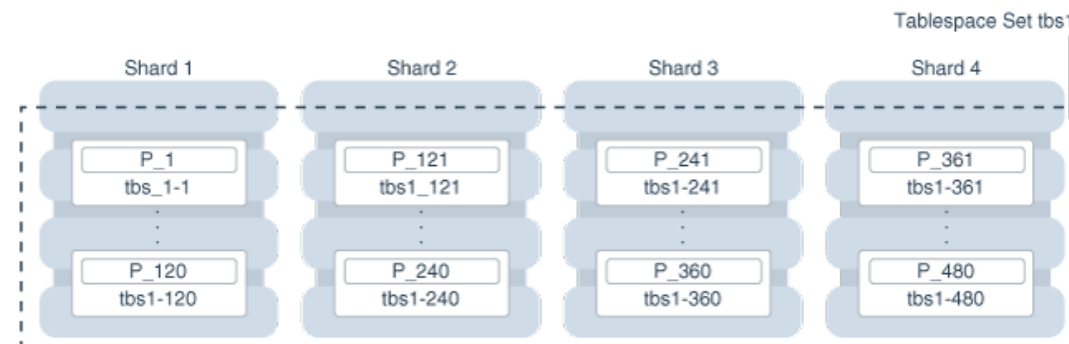 Tablespace Set tbs1
Shard 1 Shard 2 Shard 3 Shard 4
P_1 P_121 P_241 P_361
tbs_1-1 tbs1_121 tbs1-241 tbs1-361
P_120 P_240 P_360 P_480
tbs1-120 tbs1-240 tbs1-360 tbs1-480